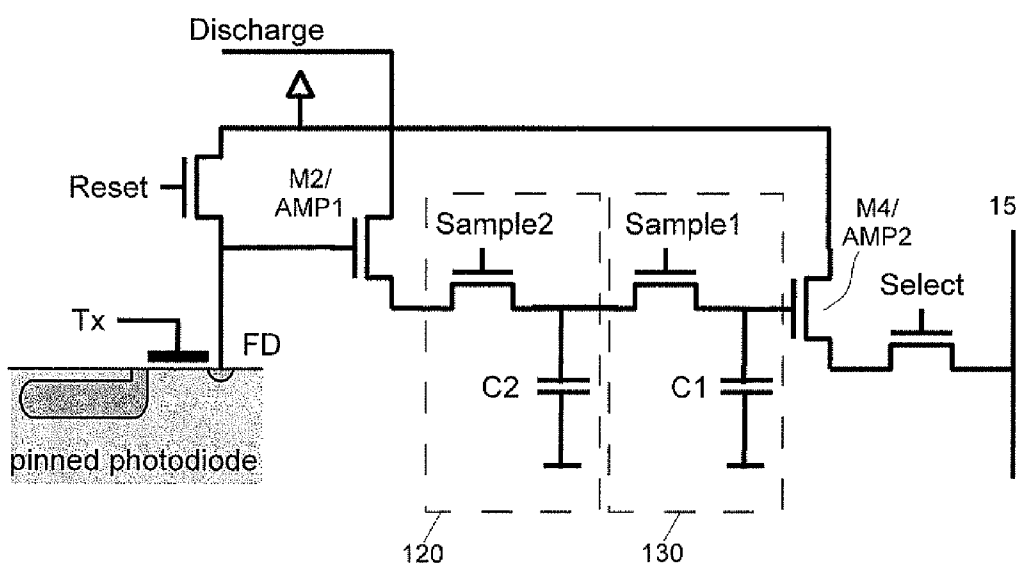 Discharge
Reset
M2/
AMP1
Sample2
Sample1
M4/
AMP2
15
Select
Tx
FD
C2
C1
pinned photodiode
120
130